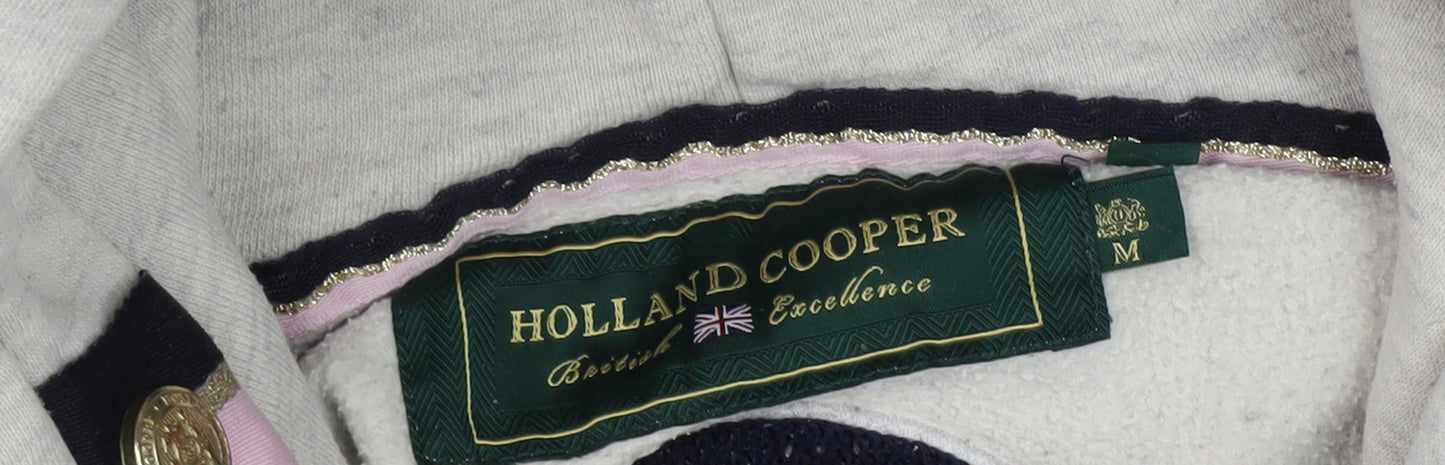 HOLLAND COOPER
British Excellence
M